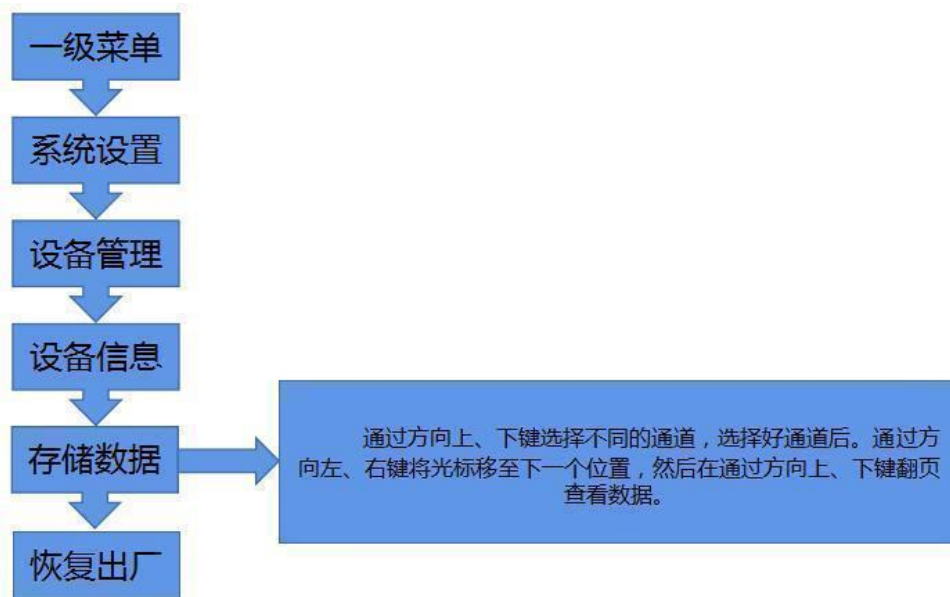 一级菜单
系统设置
设备管理
设备信息
存储数据
通过方向上、下键选择不同的通道，选择好通道后。通过方
向左、右键将光标移至下一个位置，然后在通过方向上、下键翻页
查看数据。
恢复出厂